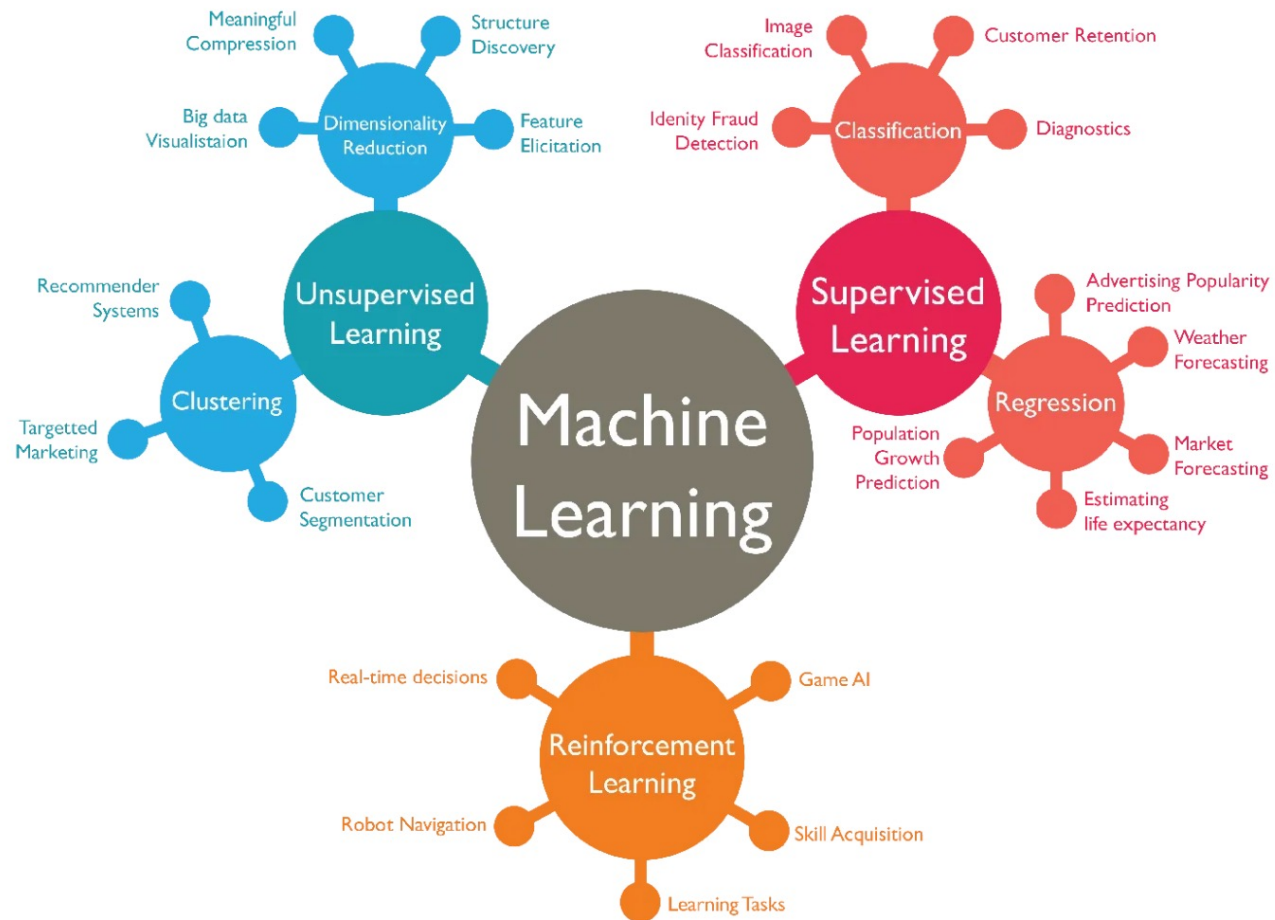 Meaningful
Compression
Structure
Discovery
Big data
Visualistaion
Dimensionality
Reduction
Feature
Elicitation
Image
Classification
Customer Retention
Idenity Fraud
Detection
Classification
Diagnostics
Unsupervised
Learning
Supervised
Learning
Recommender
Systems
Clustering
Targetted
Marketing
Customer
Segmentation
Advertising Popularity
Prediction
Weather
Forecasting
Regression
Population
Growth
Prediction
Market
Forecasting
Estimating
life expectancy
Machine
Learning
Real-time decisions
Game AI
Reinforcement
Learning
Robot Navigation
Skill Acquisition
Learning Tasks